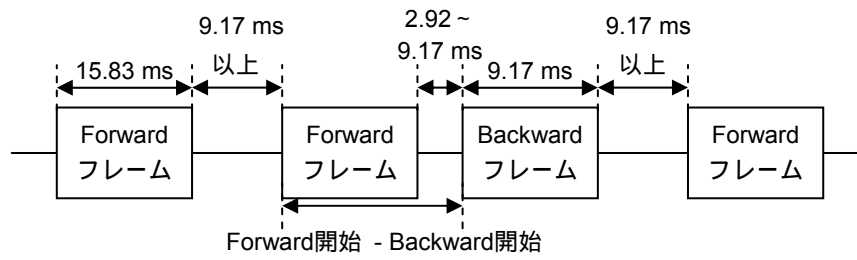 9.17 ms
以上
2.92 ~
9.17 ms
9.17 ms
以上
15.83 ms
9.17 ms
Forward
フレーム
Forward
フレーム
Backward
フレーム
Forward
フレーム
Forward開始 - Backward開始